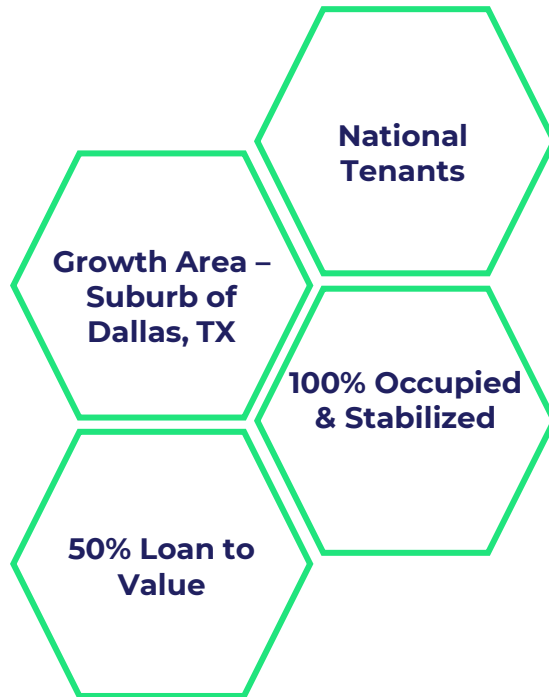 National
Tenants
Growth Area –
Suburb of
Dallas, TX
100% Occupied
& Stabilized
50% Loan to
Value